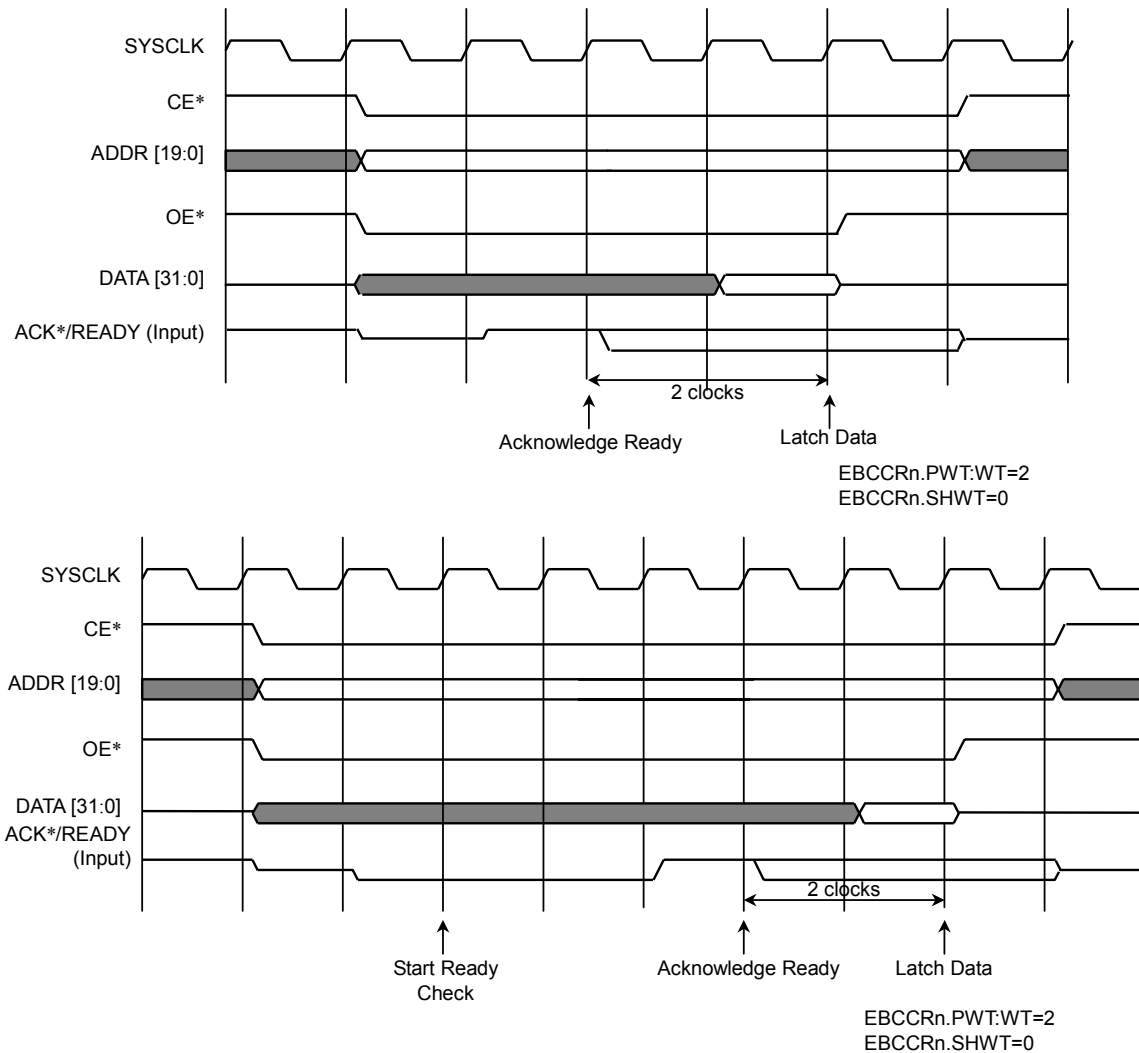 SYSCLK
CE*
ADDR [19:0]
OE*
DATA [31:0]
ACK*/READY (Input)
2 clocks
Acknowledge Ready
Latch Data
EBCCRn.PWT:WT=2
EBCCRn.SHWT=0
SYSCLK
CE*
ADDR [19:0]
OE*
DATA [31:0]
ACK*/READY
(Input)
2 clocks
Start Ready
Check
Acknowledge Ready
Latch Data
EBCCRn.PWT:WT=2
EBCCRn.SHWT=0